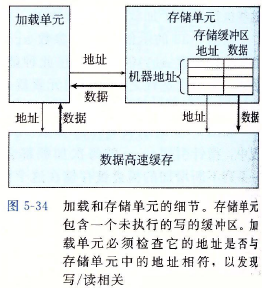 加载单元
存储单元
存储缓冲区
地址 数据
地址
机器地址
数据
地址
数据
地址
数据
数据高速缓存
图 5-34 加载和存储单元的细节。存储单元
包含一个未执行的写的缓冲区。加
载单元必须检查它的地址是否与
存储单元中的地址相符，以发现
写/读相关